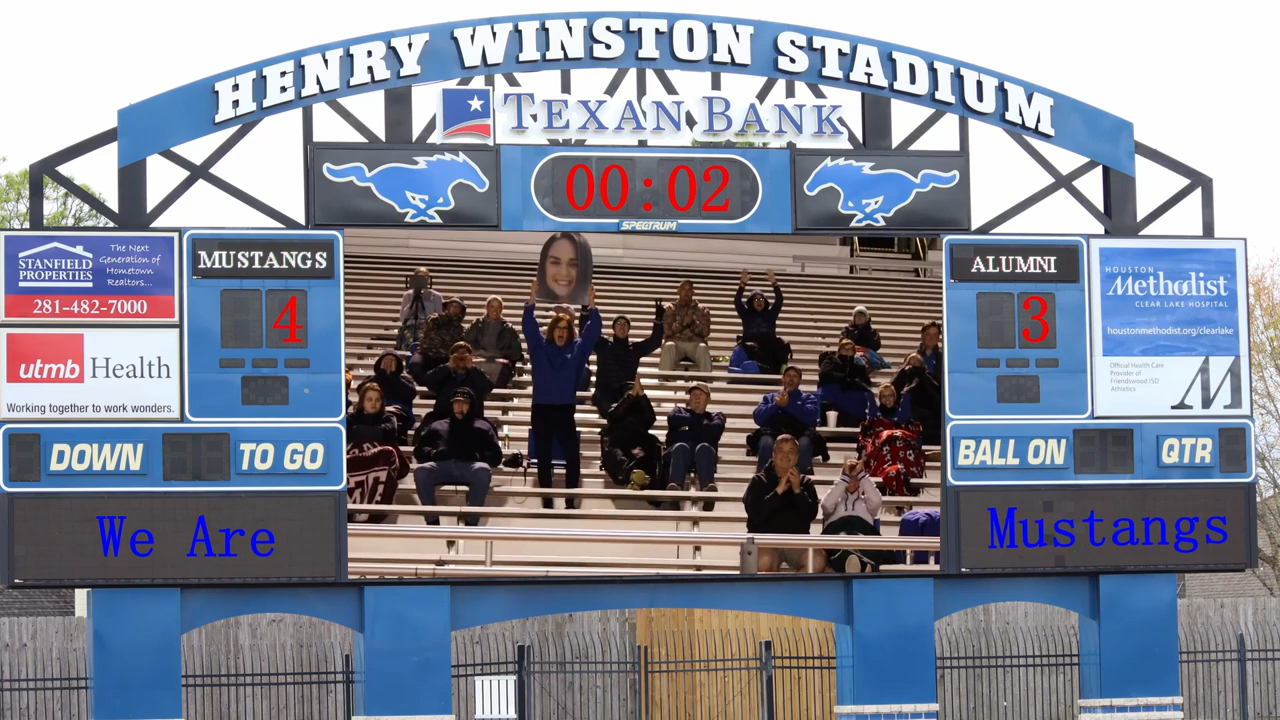 HENRY WINSTON STADIUM
TEXAN BANK
00:02
SPECTRUM
STANFIELD
PROPERTIES
The Next
Generation of
Hometown
Realtors...
281-482-7000
utmb Health
Working together to work wonders.
MUSTANGS
4
ALUMNI
3
HOUSTON
Methodist
CLEAR LAKE HOSPITAL
houstonmethodist.org/clearlake
Official Health Care
Provider of
Friendswood ISD
Athletics
M
DOWN TO GO
BALL ON QTR
We Are
Mustangs